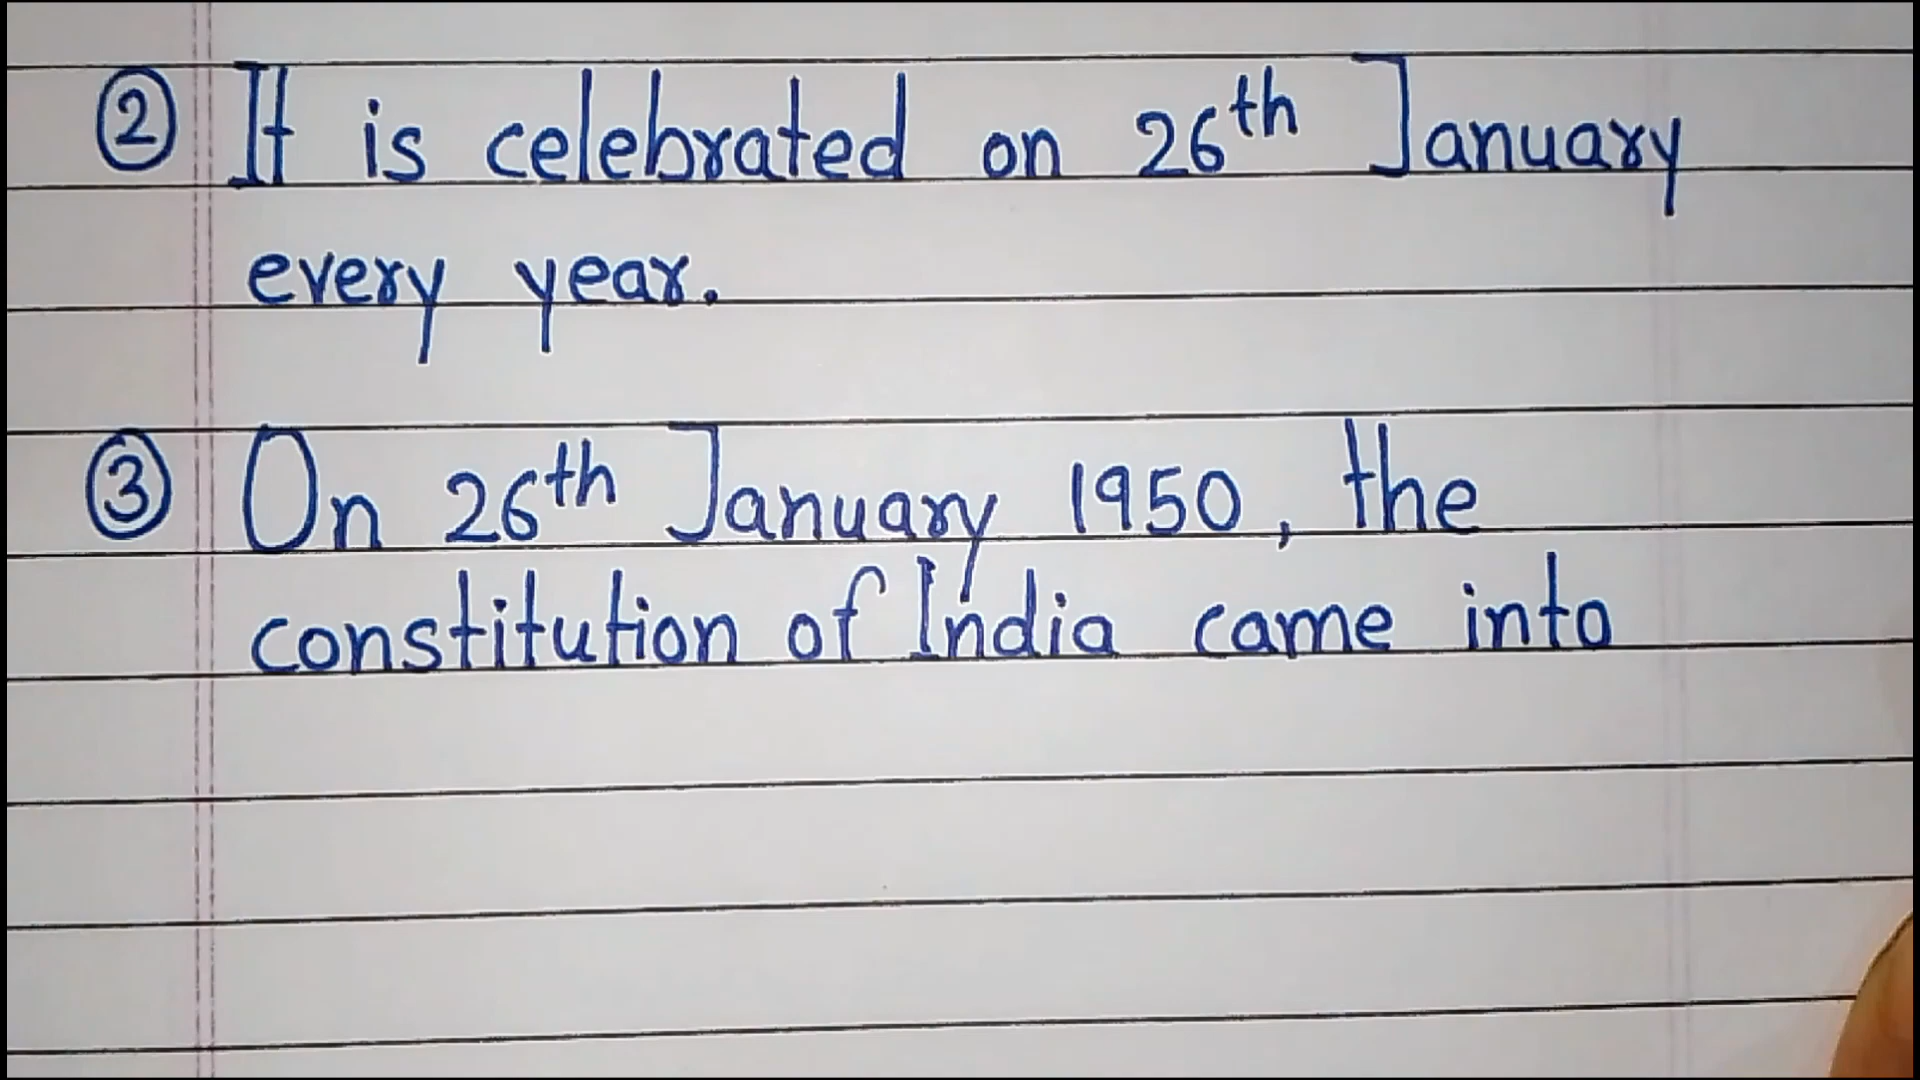 ② It is celebrated on 26th January
every year.
③ On 26th January 1950, the
constitution of India came into